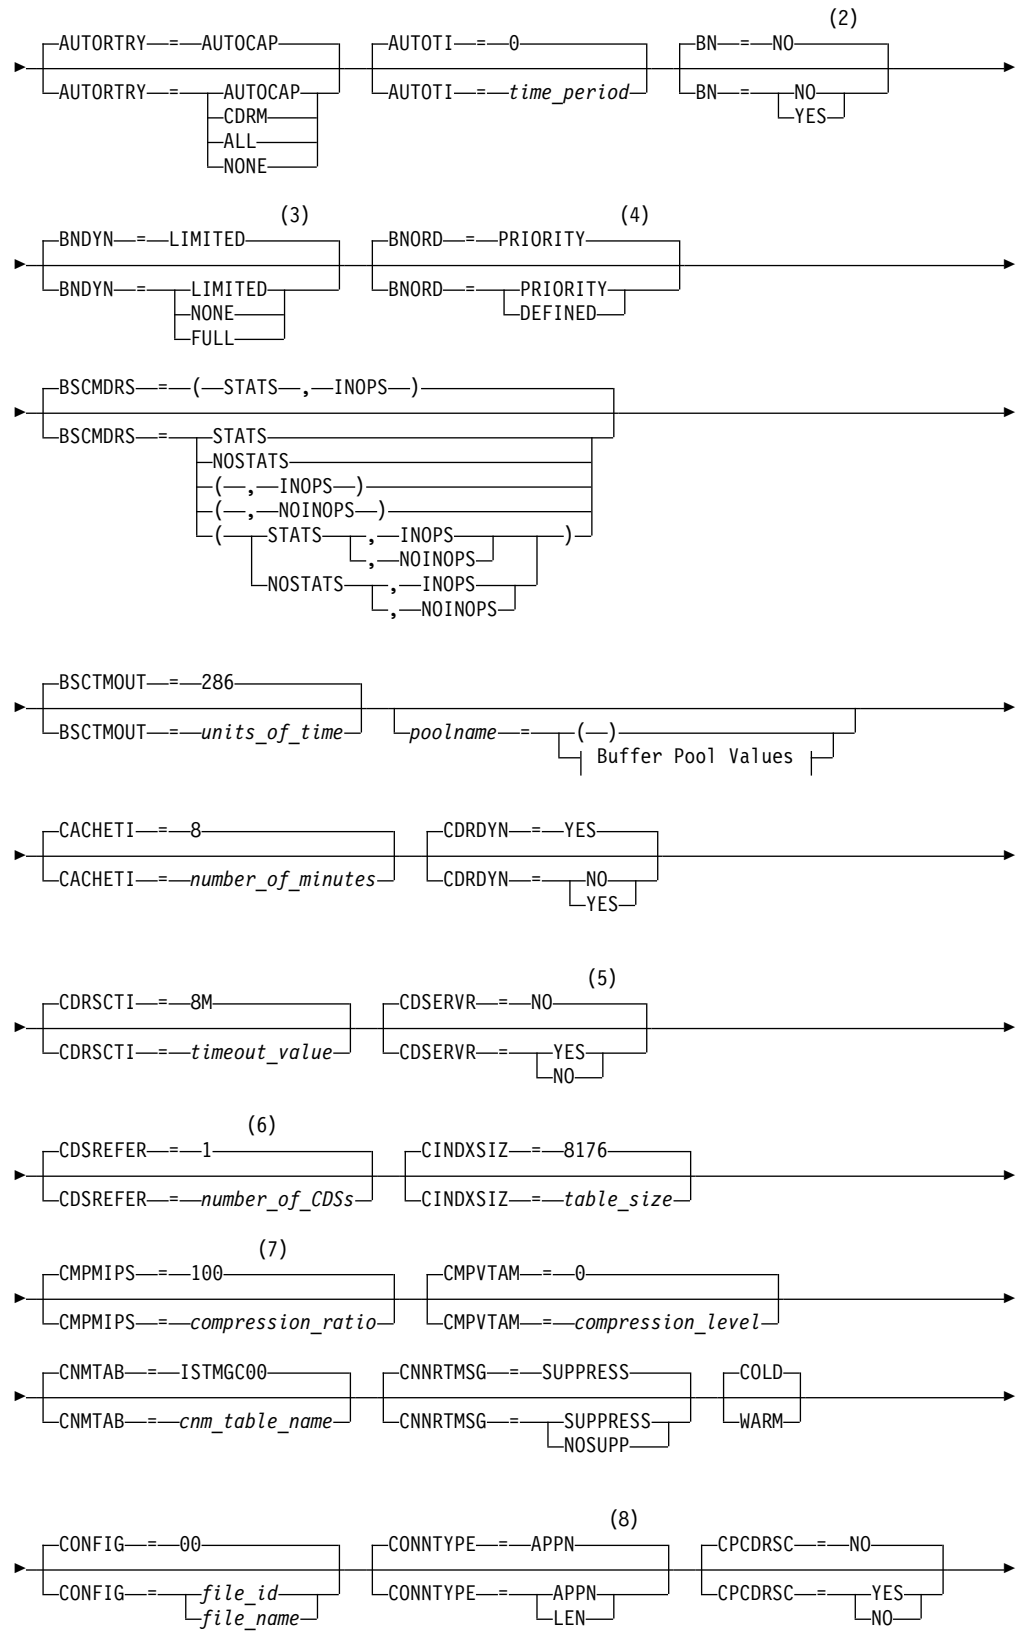 (2)
AUTORTRY = AUTOCAP AUTOTI = 0 BN = NO
AUTORTRY = AUTOCAP AUTOTI = time_period BN = NO
CDRM YES
ALL
NONE
(3) (4)
BNDYN = LIMITED BNORD = PRIORITY
BNDYN = LIMITED BNORD = PRIORITY
NONE DEFINED
FULL
BSCMDRS = ( STATS , INOPS )
BSCMDRS = STATS
NOSTATS
( , INOPS )
( , NOINOPS )
( STATS , INOPS )
, NOINOPS
NOSTATS , INOPS
, NOINOPS
BSCTMOUT = 286
BSCTMOUT = units_of_time poolname = ( )
Buffer Pool Values
CACHETI = 8 CDRDYN = YES
CACHETI = number_of_minutes CDRDYN = NO
YES
(5)
CDRSCTI = 8M CDSERVR = NO
CDRSCTI = timeout_value CDSERVR = YES
NO
(6)
CDSREFER = 1 CINDXSIZ = 8176
CDSREFER = number_of_CDSs CINDXSIZ = table_size
(7)
CMPMIPS = 100 CMPVTAM = 0
CMPMIPS = compression_ratio CMPVTAM = compression_level
CNMTAB = ISTMGC00 CNNRTMSG = SUPPRESS COLD
CNMTAB = cnm_table_name CNNRTMSG = SUPPRESS WARM
NOSUPP
(8)
CONFIG = 00 CONNTYPE = APPN CPCDRSC = NO
CONFIG = file_id CONNTYPE = APPN CPCDRSC = YES
file_name LEN NO